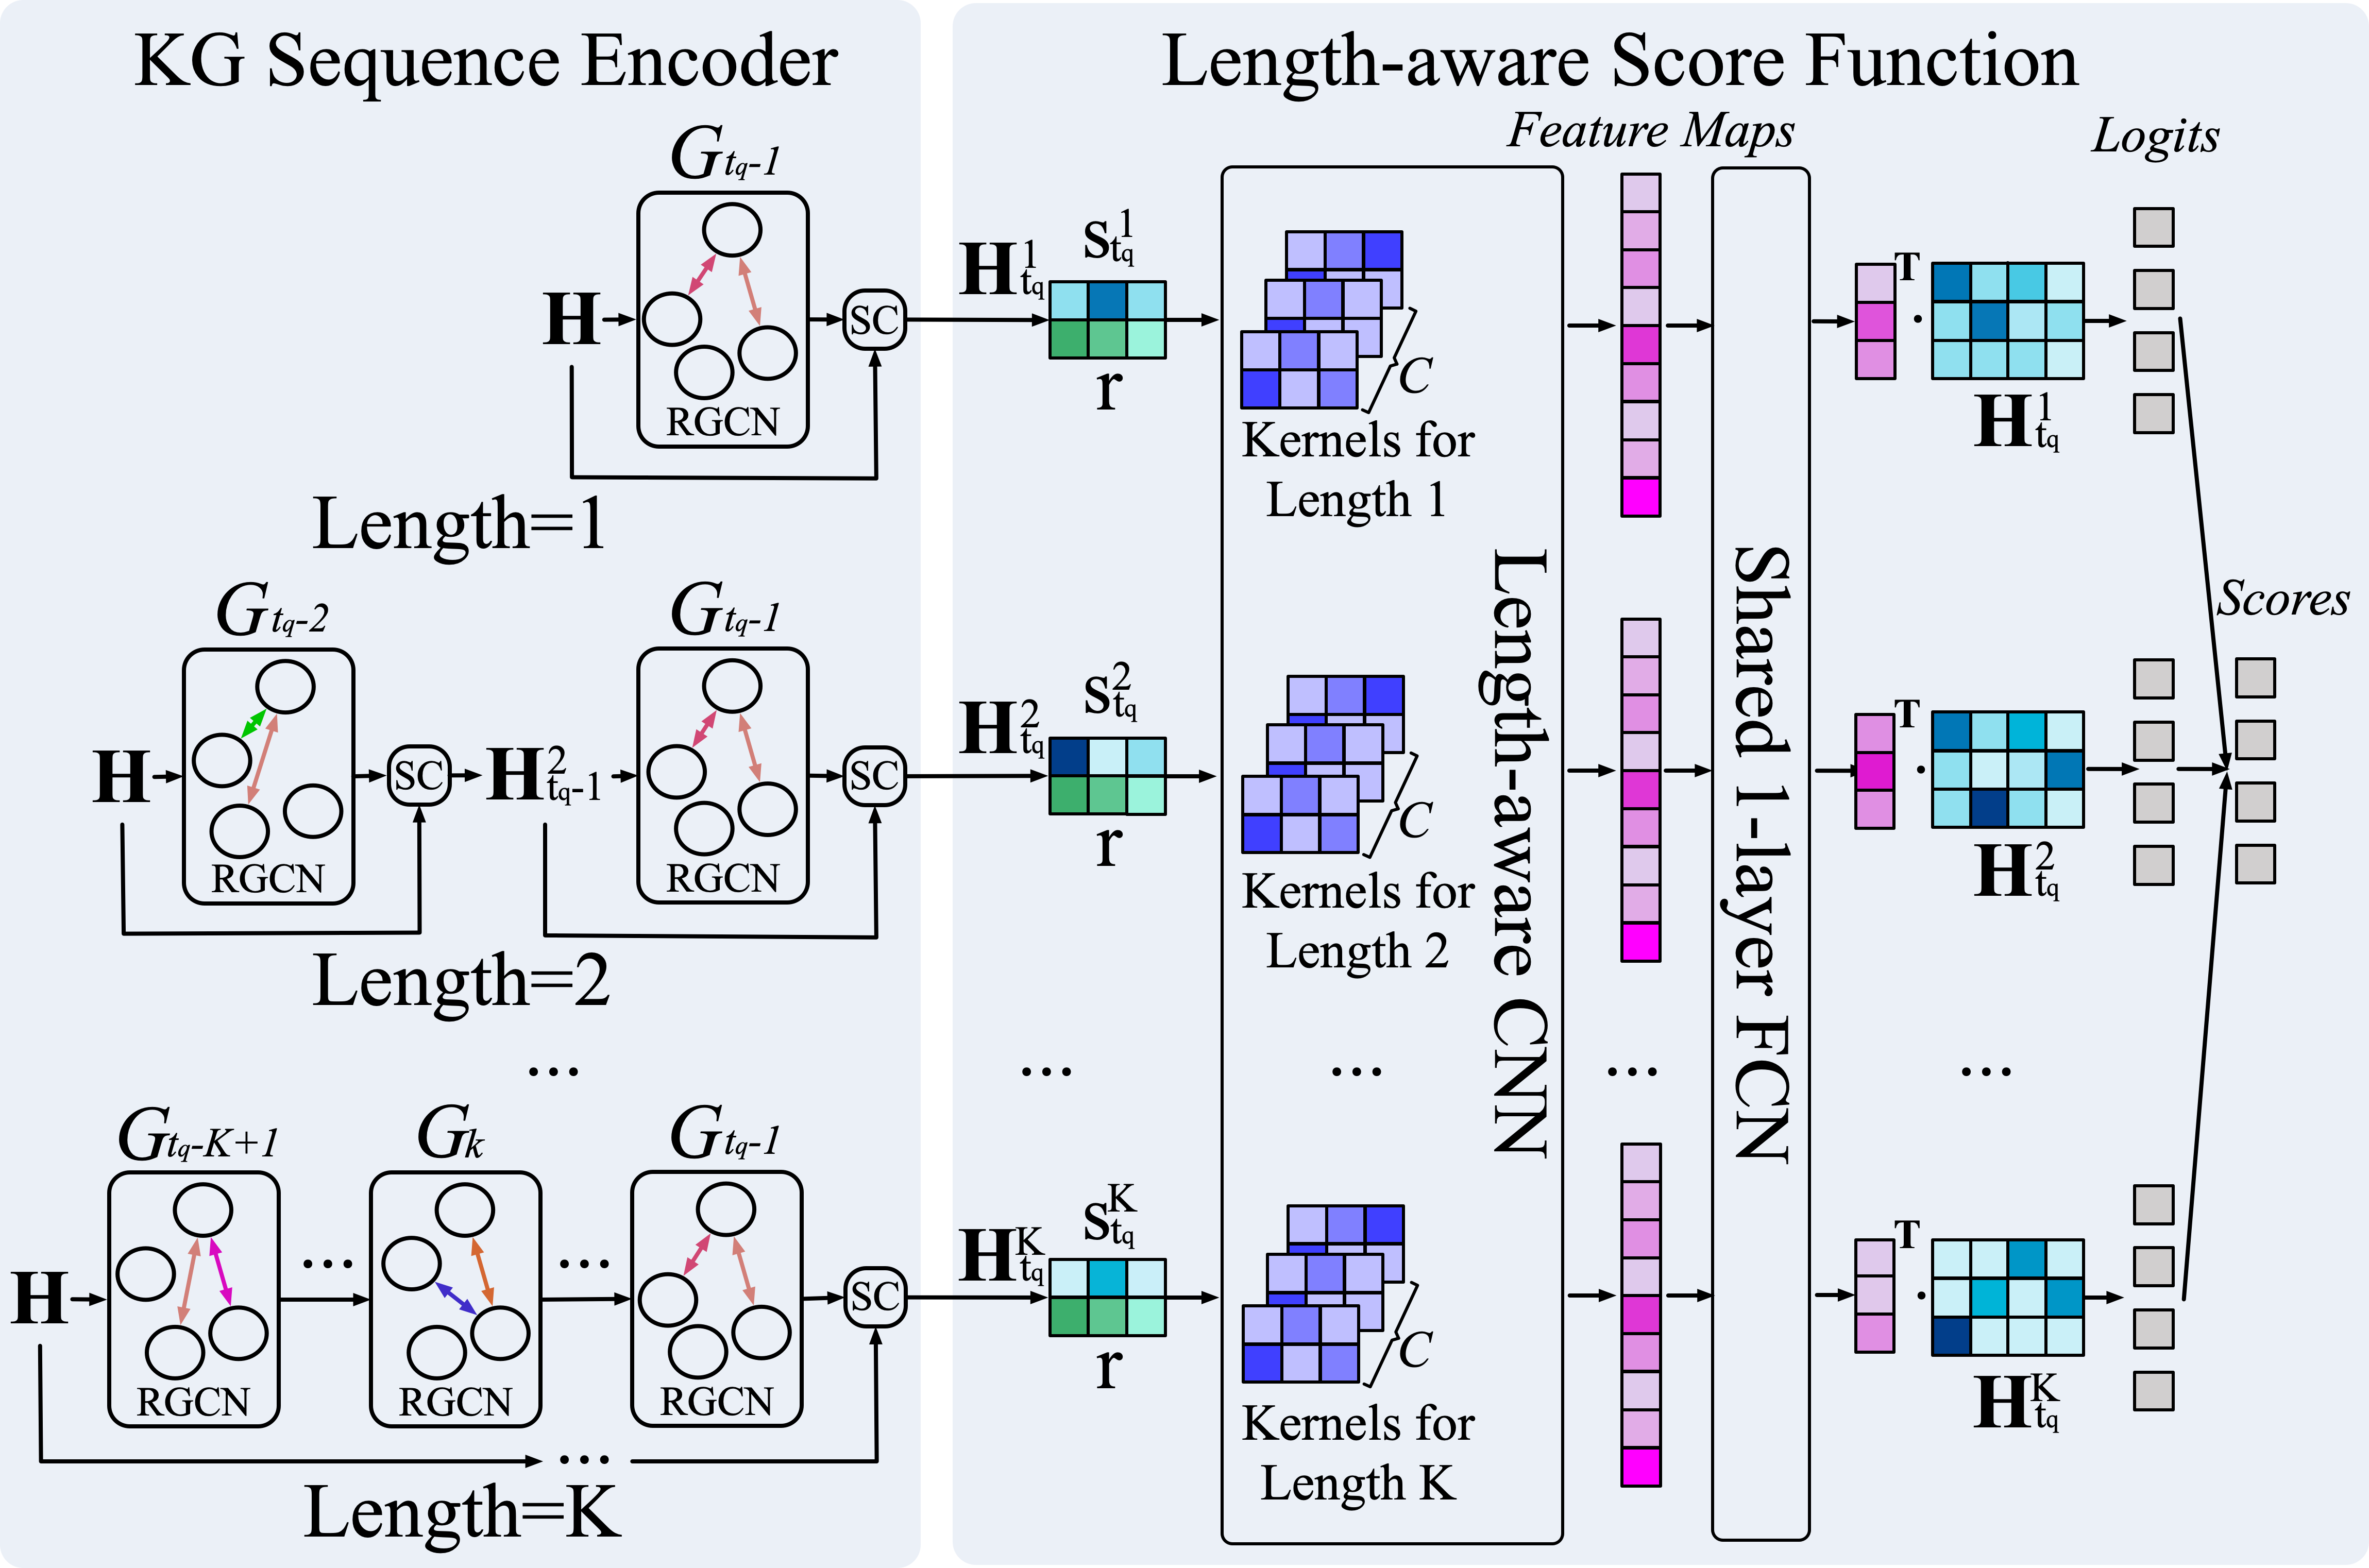 KG Sequence Encoder
G_{t_q-1}
H
SC
RGCN
Length=1
G_{t_q-2}
G_{t_q-1}
H
SC
H^2_{t_q-1}
SC
RGCN
RGCN
Length=2
...
G_{t_q-K+1}
G_k
G_{t_q-1}
H
...
...
SC
RGCN
RGCN
RGCN
...
Length=K
Length-aware Score Function
Feature Maps
Logits
H^1_{t_q}
s^1_{t_q}
r
C
Kernels for
Length 1
T
·
H^1_{t_q}
H^2_{t_q}
s^2_{t_q}
r
C
Kernels for
Length 2
T
·
H^2_{t_q}
Scores
Length-aware CNN
Shared 1-layer FCN
...
...
...
...
H^K_{t_q}
s^K_{t_q}
r
C
Kernels for
Length K
T
·
H^K_{t_q}